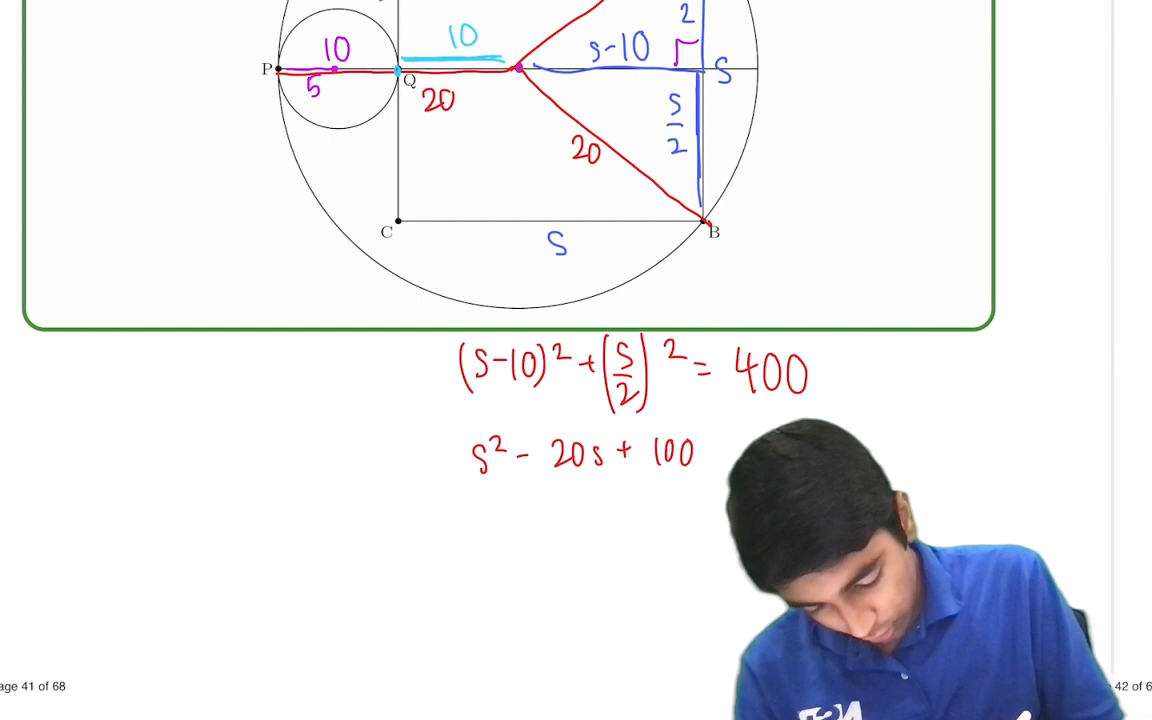 2
10
10
s-10
P
S
5
Q
20
S/2
20
C
B
S
(s-10)² + (s/2)² = 400
s² - 20s + 100
age 41 of 68
42 of 6